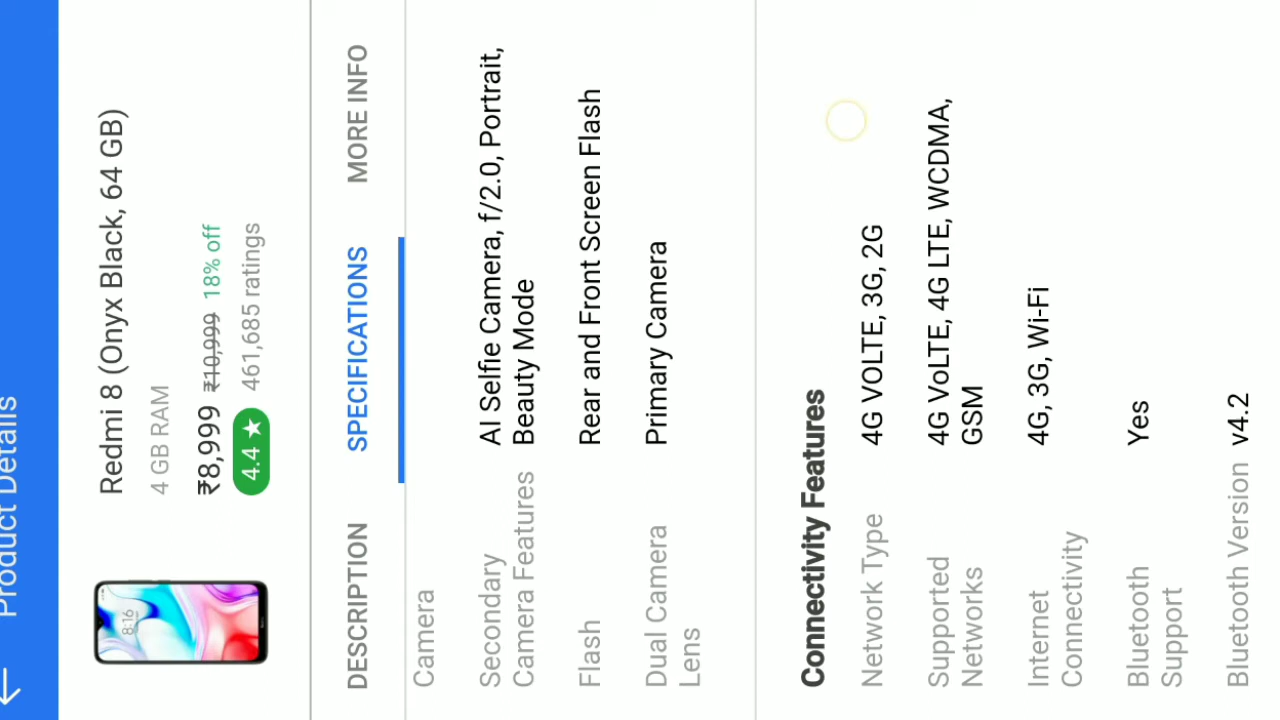 Product Details
Redmi 8 (Onyx Black, 64 GB)
4 GB RAM
₹8,999 ₹10,999 18% off
4.4 ★ 461,685 ratings
8:16
DESCRIPTION SPECIFICATIONS MORE INFO
Camera
Secondary Camera Features AI Selfie Camera, f/2.0, Portrait,
Beauty Mode
Flash Rear and Front Screen Flash
Dual Camera Lens Primary Camera
Connectivity Features
Network Type 4G VOLTE, 3G, 2G
Supported Networks 4G VoLTE, 4G LTE, WCDMA,
GSM
Internet Connectivity 4G, 3G, Wi-Fi
Bluetooth Support Yes
Bluetooth Version v4.2